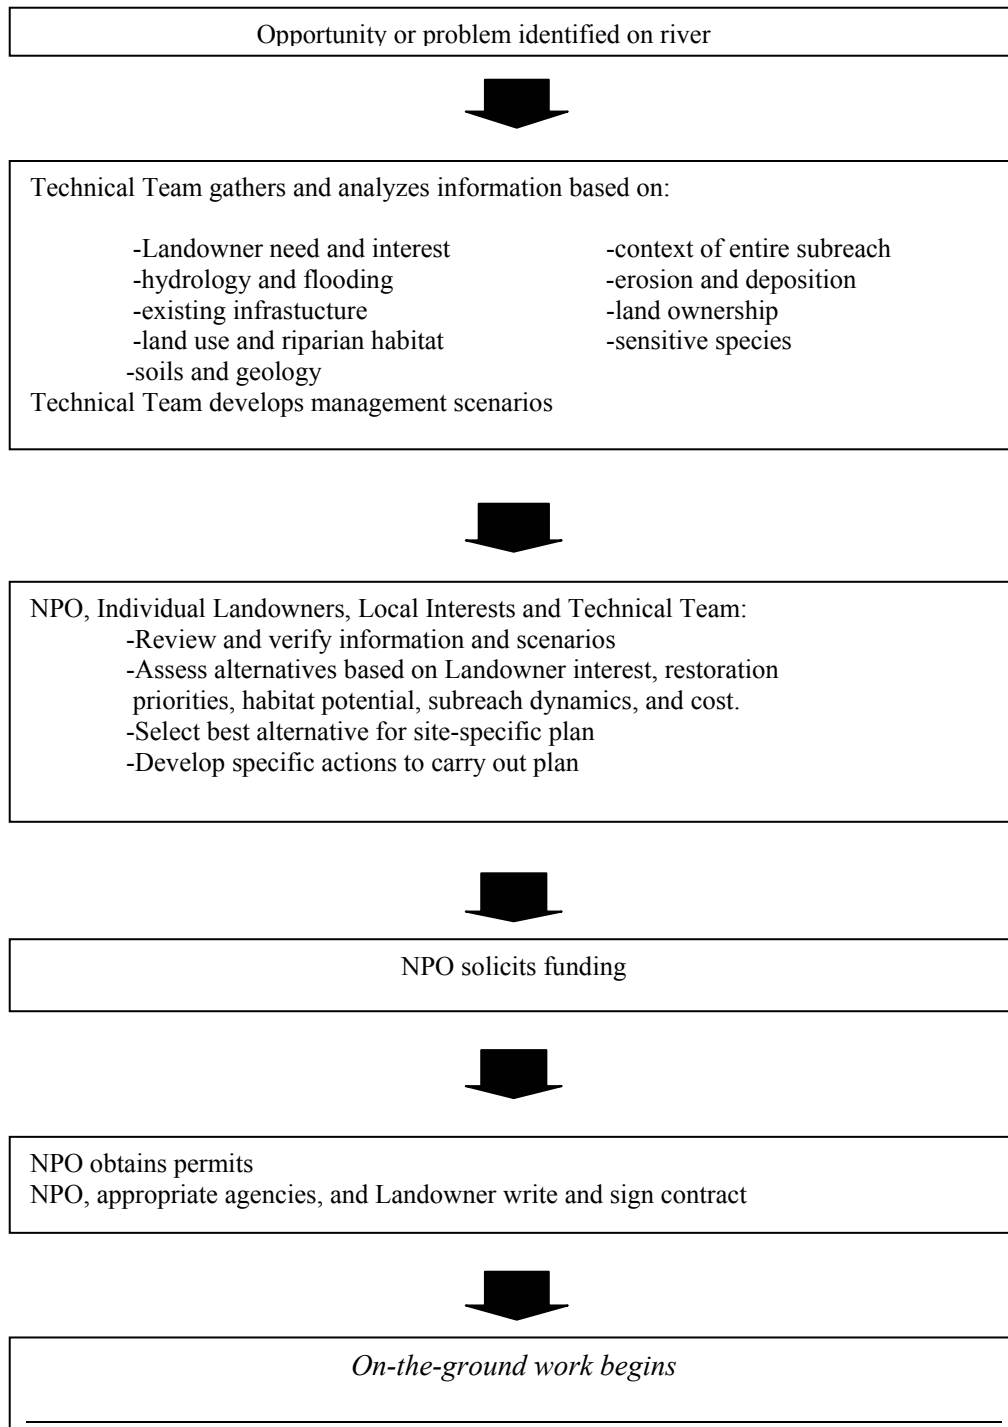 Opportunity or problem identified on river
Technical Team gathers and analyzes information based on:
-Landowner need and interest -context of entire subreach
-hydrology and flooding -erosion and deposition
-existing infrastucture -land ownership
-land use and riparian habitat -sensitive species
-soils and geology
Technical Team develops management scenarios
NPO, Individual Landowners, Local Interests and Technical Team:
-Review and verify information and scenarios
-Assess alternatives based on Landowner interest, restoration
priorities, habitat potential, subreach dynamics, and cost.
-Select best alternative for site-specific plan
-Develop specific actions to carry out plan
NPO solicits funding
NPO obtains permits
NPO, appropriate agencies, and Landowner write and sign contract
On-the-ground work begins